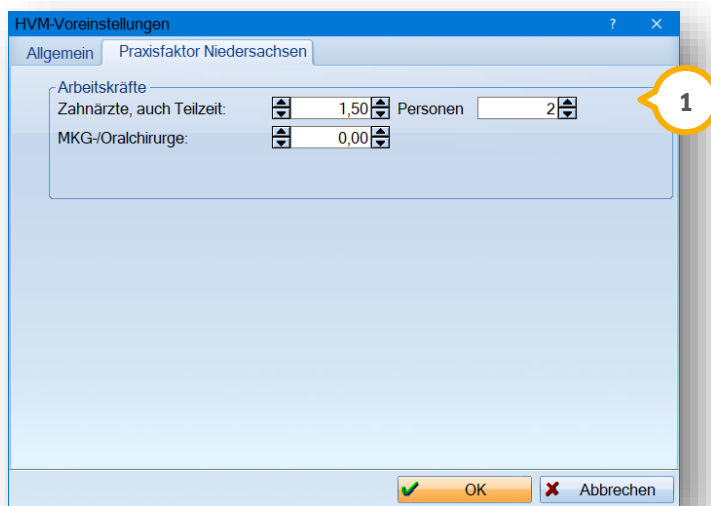 HVM-Voreinstellungen ? ×
Allgemein Praxisfaktor Niedersachsen
Arbeitskräfte
Zahnärzte, auch Teilzeit: 1,50 Personen 2
1
MKG-/Oralchirurge: 0,00
OK Abbrechen